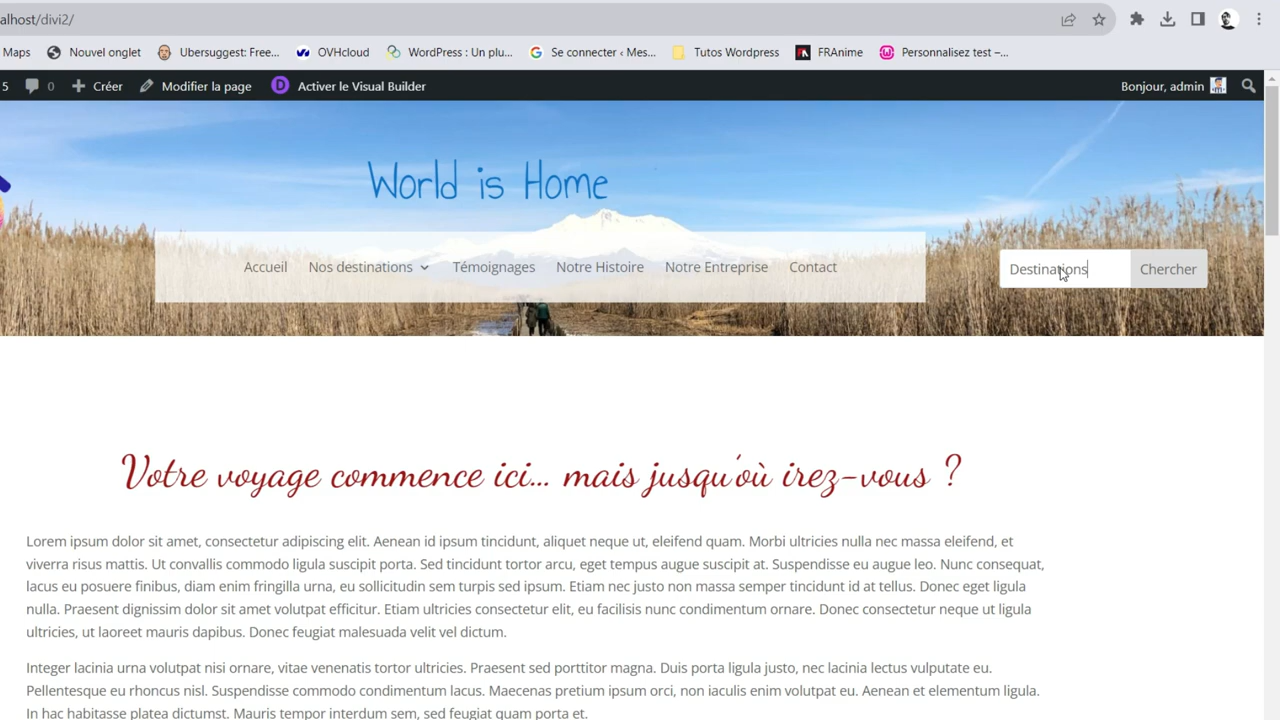 alhost/divi2/
Maps Nouvel onglet Ubersuggest: Free... OVHcloud WordPress : Un plu... Se connecter ‹ Mes... Tutos Wordpress FRAnime Personnalisez test –...
5 0 Créer Modifier la page D Activer le Visual Builder Bonjour, admin
World is Home
Accueil Nos destinations Témoignages Notre Histoire Notre Entreprise Contact Destinations Chercher
Votre voyage commence ici... mais jusqu'où irez-vous ?
Lorem ipsum dolor sit amet, consectetur adipiscing elit. Aenean id ipsum tincidunt, aliquet neque ut, eleifend quam. Morbi ultricies nulla nec massa eleifend, et
viverra risus mattis. Ut convallis commodo ligula suscipit porta. Sed tincidunt tortor arcu, eget tempus augue suscipit at. Suspendisse eu augue leo. Nunc consequat,
lacus eu posuere finibus, diam enim fringilla urna, eu sollicitudin sem turpis sed ipsum. Etiam nec justo non massa semper tincidunt id at tellus. Donec eget ligula
nulla. Praesent dignissim dolor sit amet volutpat efficitur. Etiam ultricies consectetur elit, eu facilisis nunc condimentum ornare. Donec consectetur neque ut ligula
ultricies, ut laoreet mauris dapibus. Donec feugiat malesuada velit vel dictum.
Integer lacinia urna volutpat nisi ornare, vitae venenatis tortor ultricies. Praesent sed porttitor magna. Duis porta ligula justo, nec lacinia lectus vulputate eu.
Pellentesque eu rhoncus nisl. Suspendisse commodo condimentum lacus. Maecenas pretium ipsum orci, non iaculis enim volutpat eu. Aenean et elementum ligula.
In hac habitasse platea dictumst. Mauris tempor interdum sem, sed feugiat quam porta et.